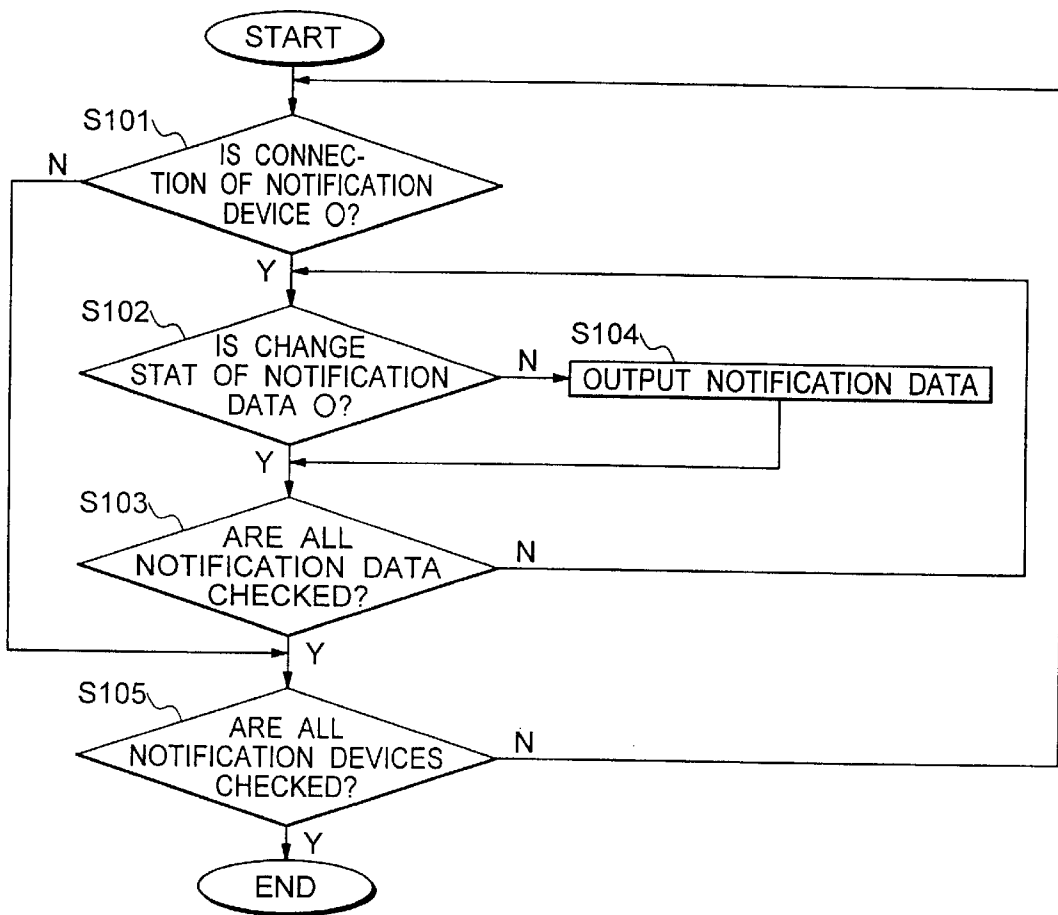 START
S101
N
IS CONNEC-
TION OF NOTIFICATION
DEVICE O?
Y
S102
IS CHANGE
STAT OF NOTIFICATION
DATA O?
N
S104
OUTPUT NOTIFICATION DATA
Y
S103
ARE ALL
NOTIFICATION DATA
CHECKED?
N
Y
S105
ARE ALL
NOTIFICATION DEVICES
CHECKED?
N
Y
END